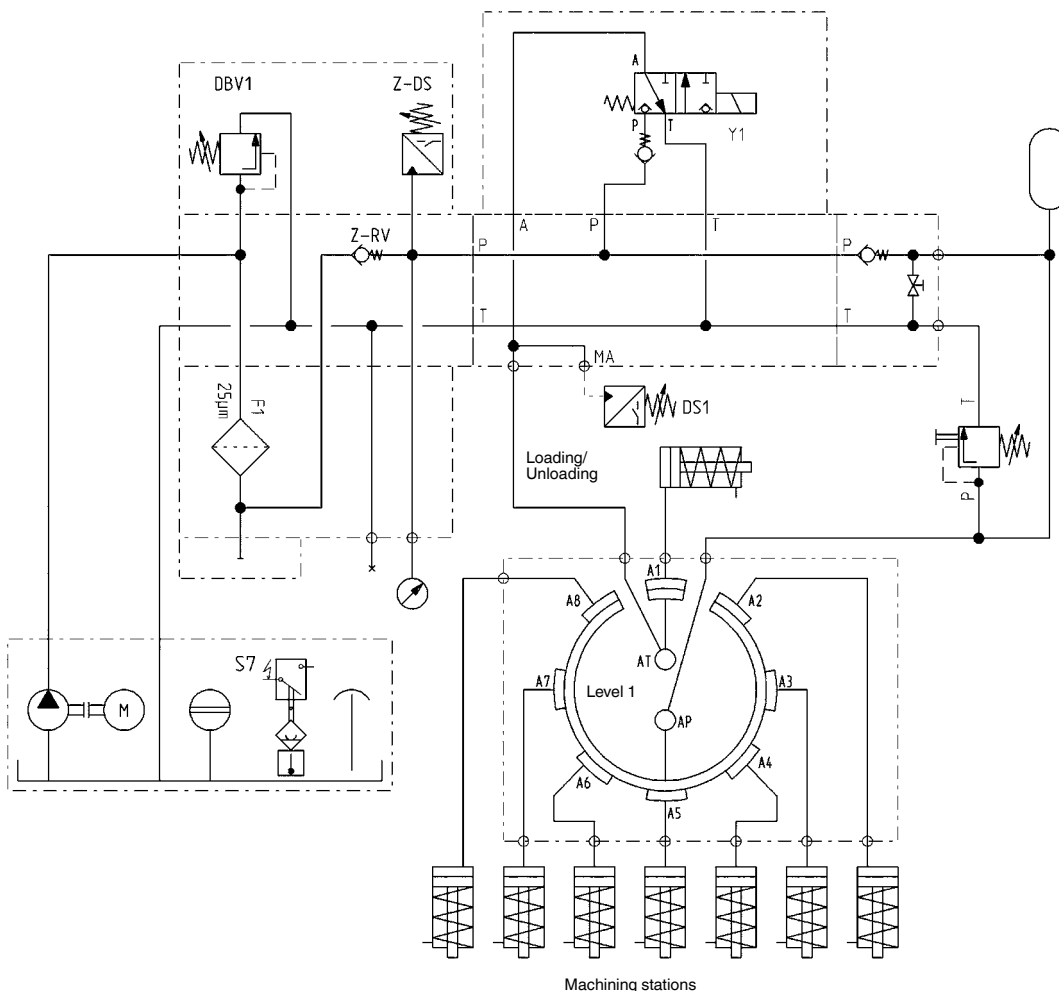 DBV1
Z-DS
A
P
T
Y1
A
P
T
Z-RV
P
P
T
T
MA
DS1
25µm
F1
Loading/
Unloading
T
P
A1
A8
A2
AT
A7
Level 1
A3
AP
A6
A4
A5
S7
M
Machining stations